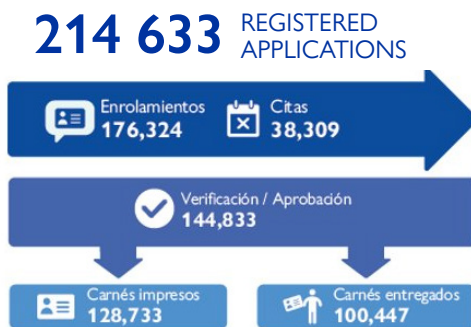 214 633 REGISTERED
APPLICATIONS
Enrolamientos
176,324
Citas
38,309
Verificación / Aprobación
144,833
Carnés impresos
128,733
Carnés entregados
100,447